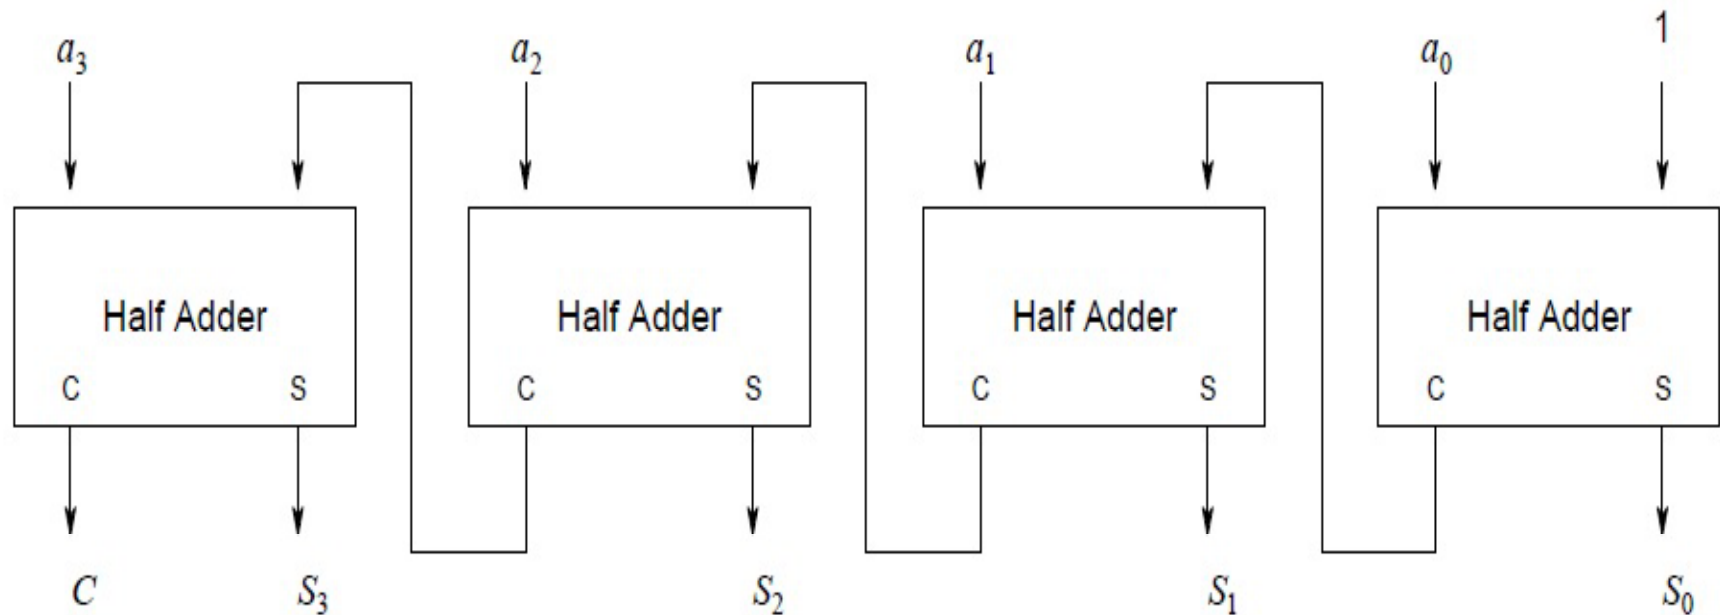 a₃ a₂ a₁ a₀ 1
Half Adder Half Adder Half Adder Half Adder
C S C S C S C S
C S₃ S₂ S₁ S₀